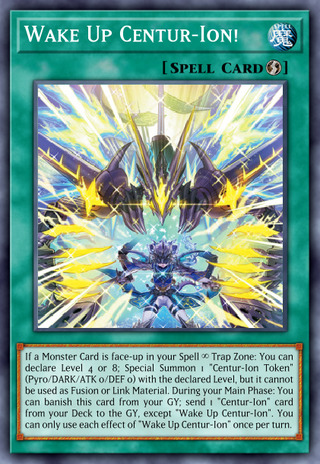 Wake Up Centur-Ion!
魔
[Spell Card]
If a Monster Card is face-up in your Spell ∞ Trap Zone: You can
declare Level 4 or 8; Special Summon 1 "Centur-Ion Token"
(Pyro/DARK/ATK 0/DEF 0) with the declared Level, but it cannot
be used as Fusion or Link Material. During your Main Phase: You
can banish this card from your GY; send 1 "Centur-Ion" card
from your Deck to the GY, except "Wake Up Centur-Ion". You
can only use each effect of "Wake Up Centur-Ion" once per turn.